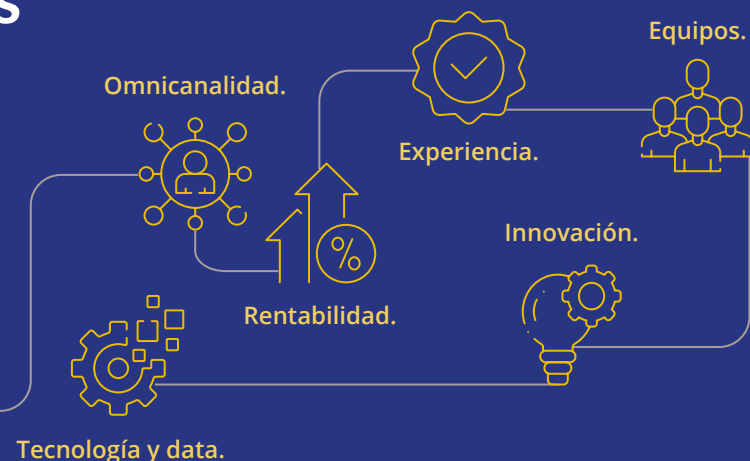 s
Equipos.
Omnicanalidad.
Experiencia.
Innovación.
%
Rentabilidad.
Tecnología y data.